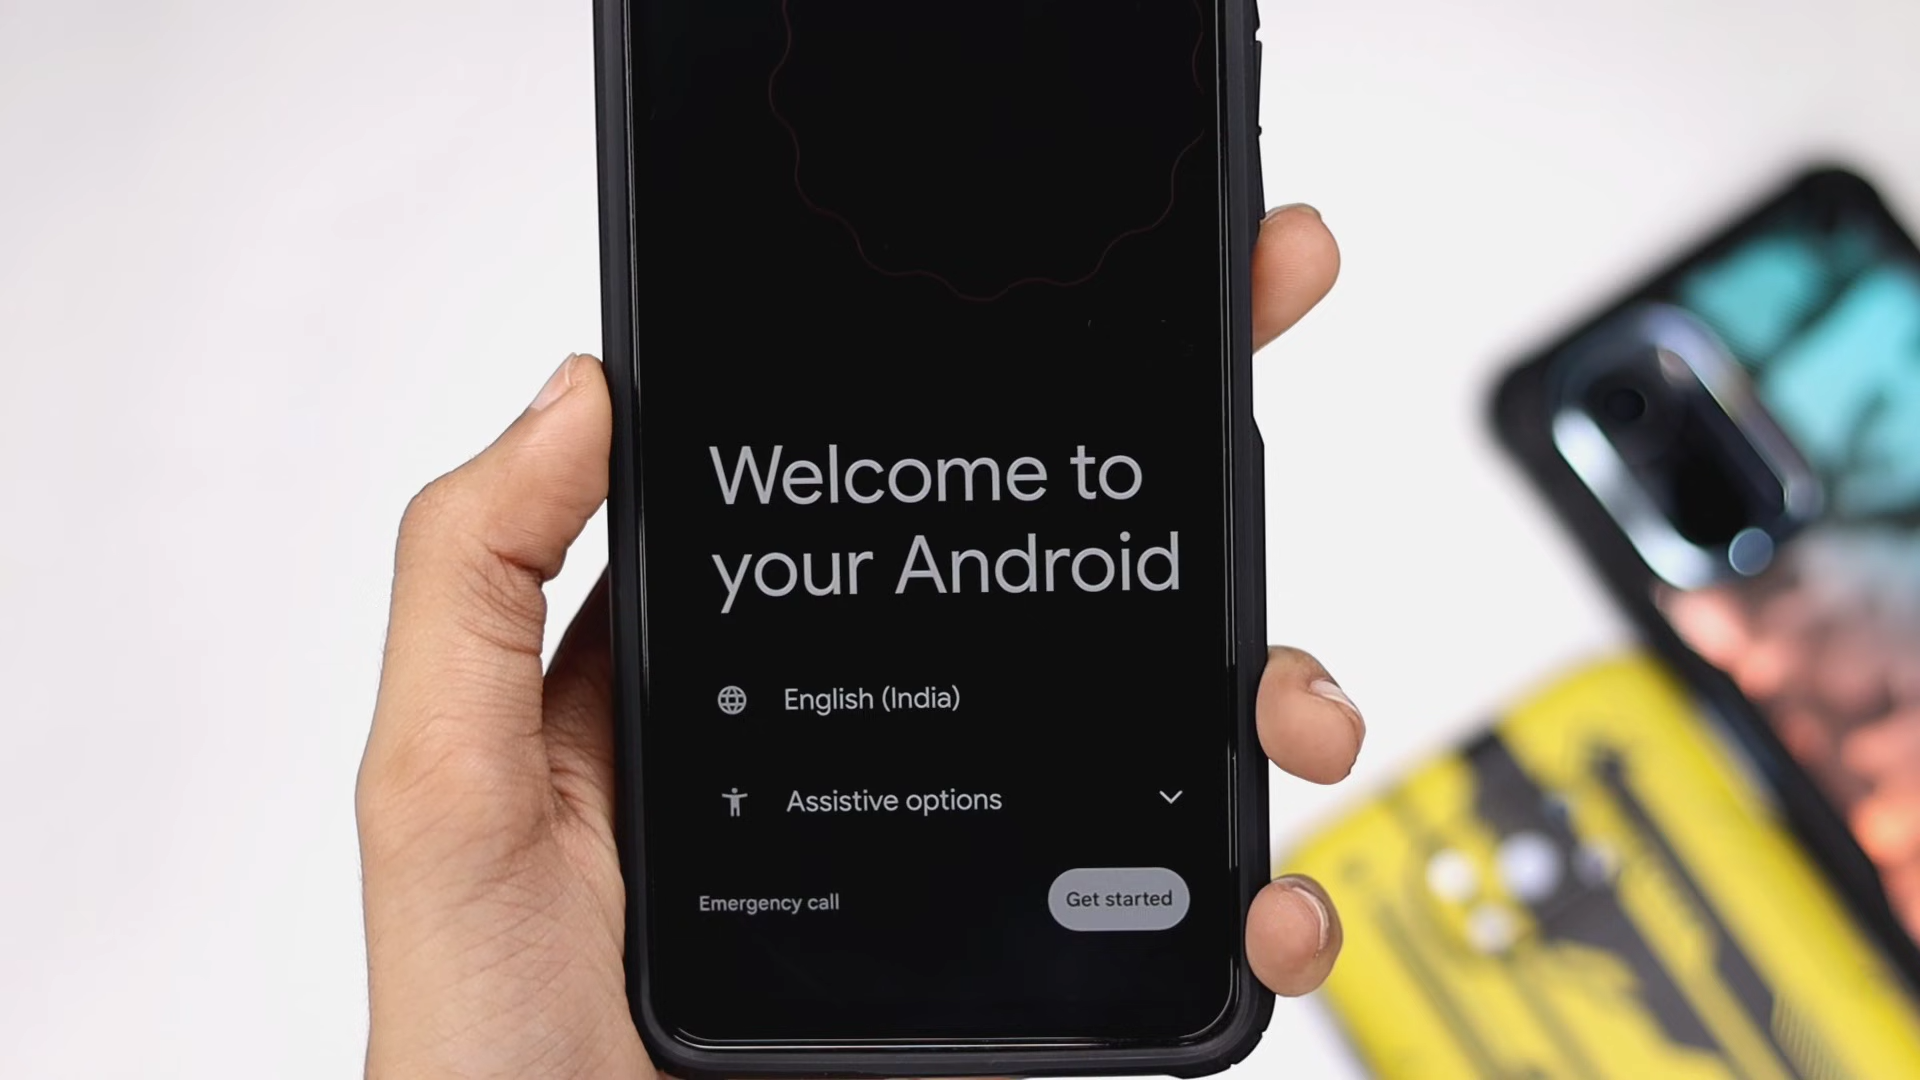 Welcome to
your Android
English (India)
Assistive options
Emergency call
Get started